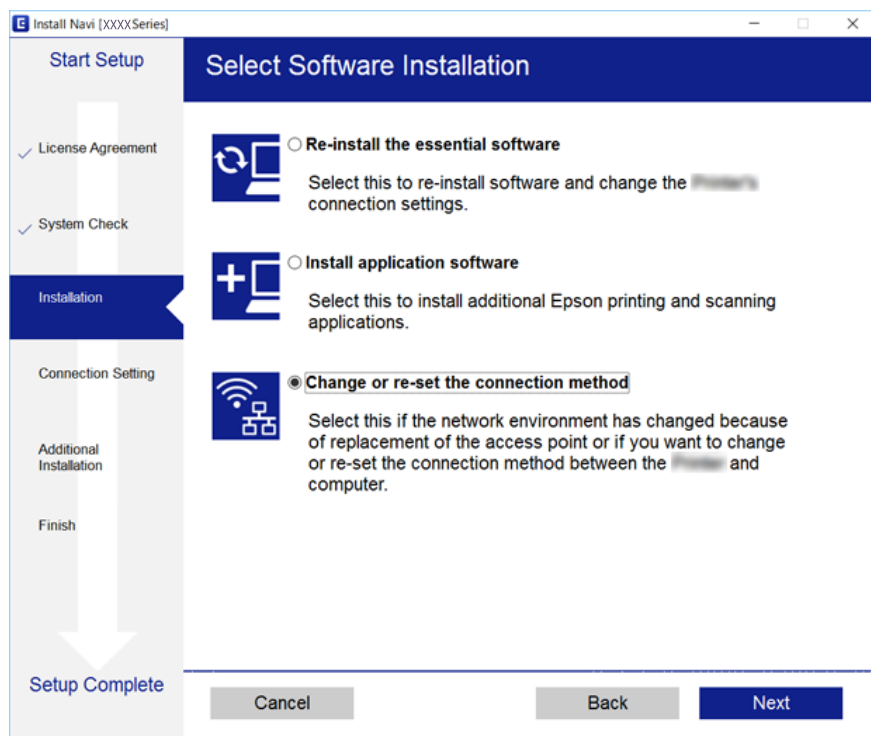 E Install Navi [XXXX Series]
Start Setup
License Agreement
System Check
Installation
Connection Setting
Additional
Installation
Finish
Setup Complete
Select Software Installation
Re-install the essential software
Select this to re-install software and change the
connection settings.
Install application software
Select this to install additional Epson printing and scanning
applications.
Change or re-set the connection method
Select this if the network environment has changed because
of replacement of the access point or if you want to change
or re-set the connection method between the and
computer.
Cancel
Back
Next